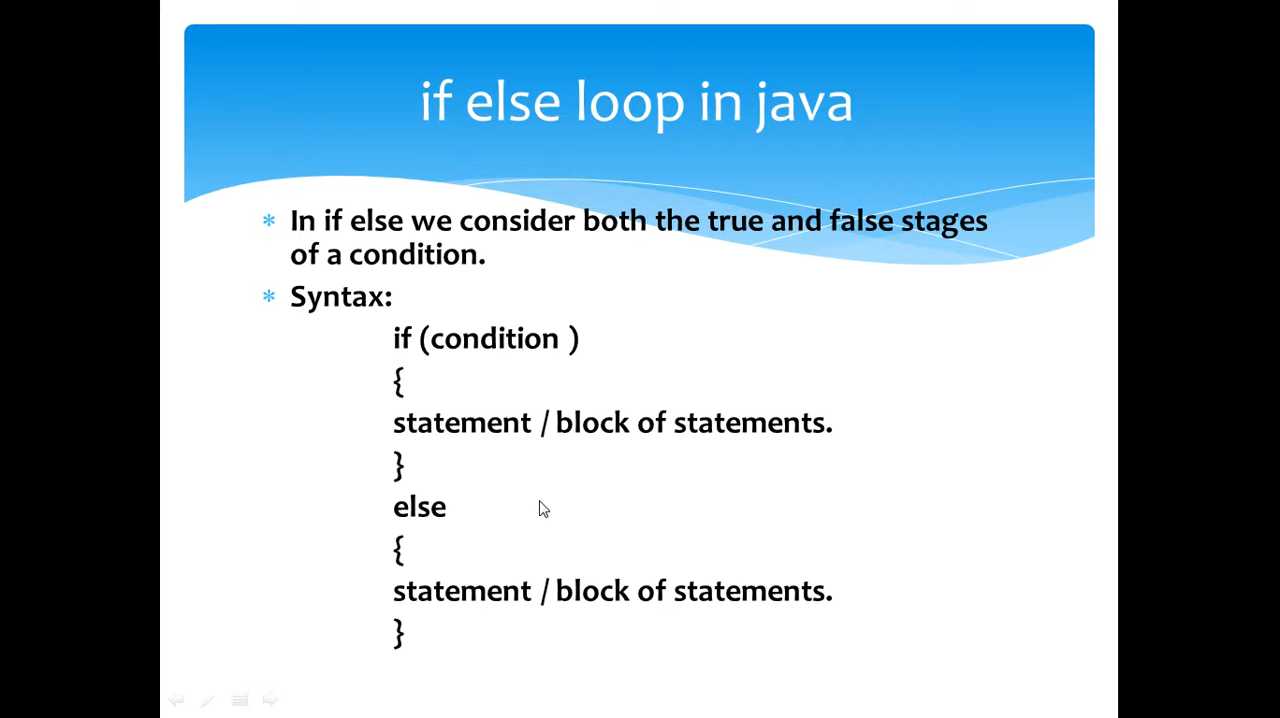 if else loop in java
* In if else we consider both the true and false stages
of a condition.
* Syntax:
if (condition )
{
statement / block of statements.
}
else
{
statement / block of statements.
}